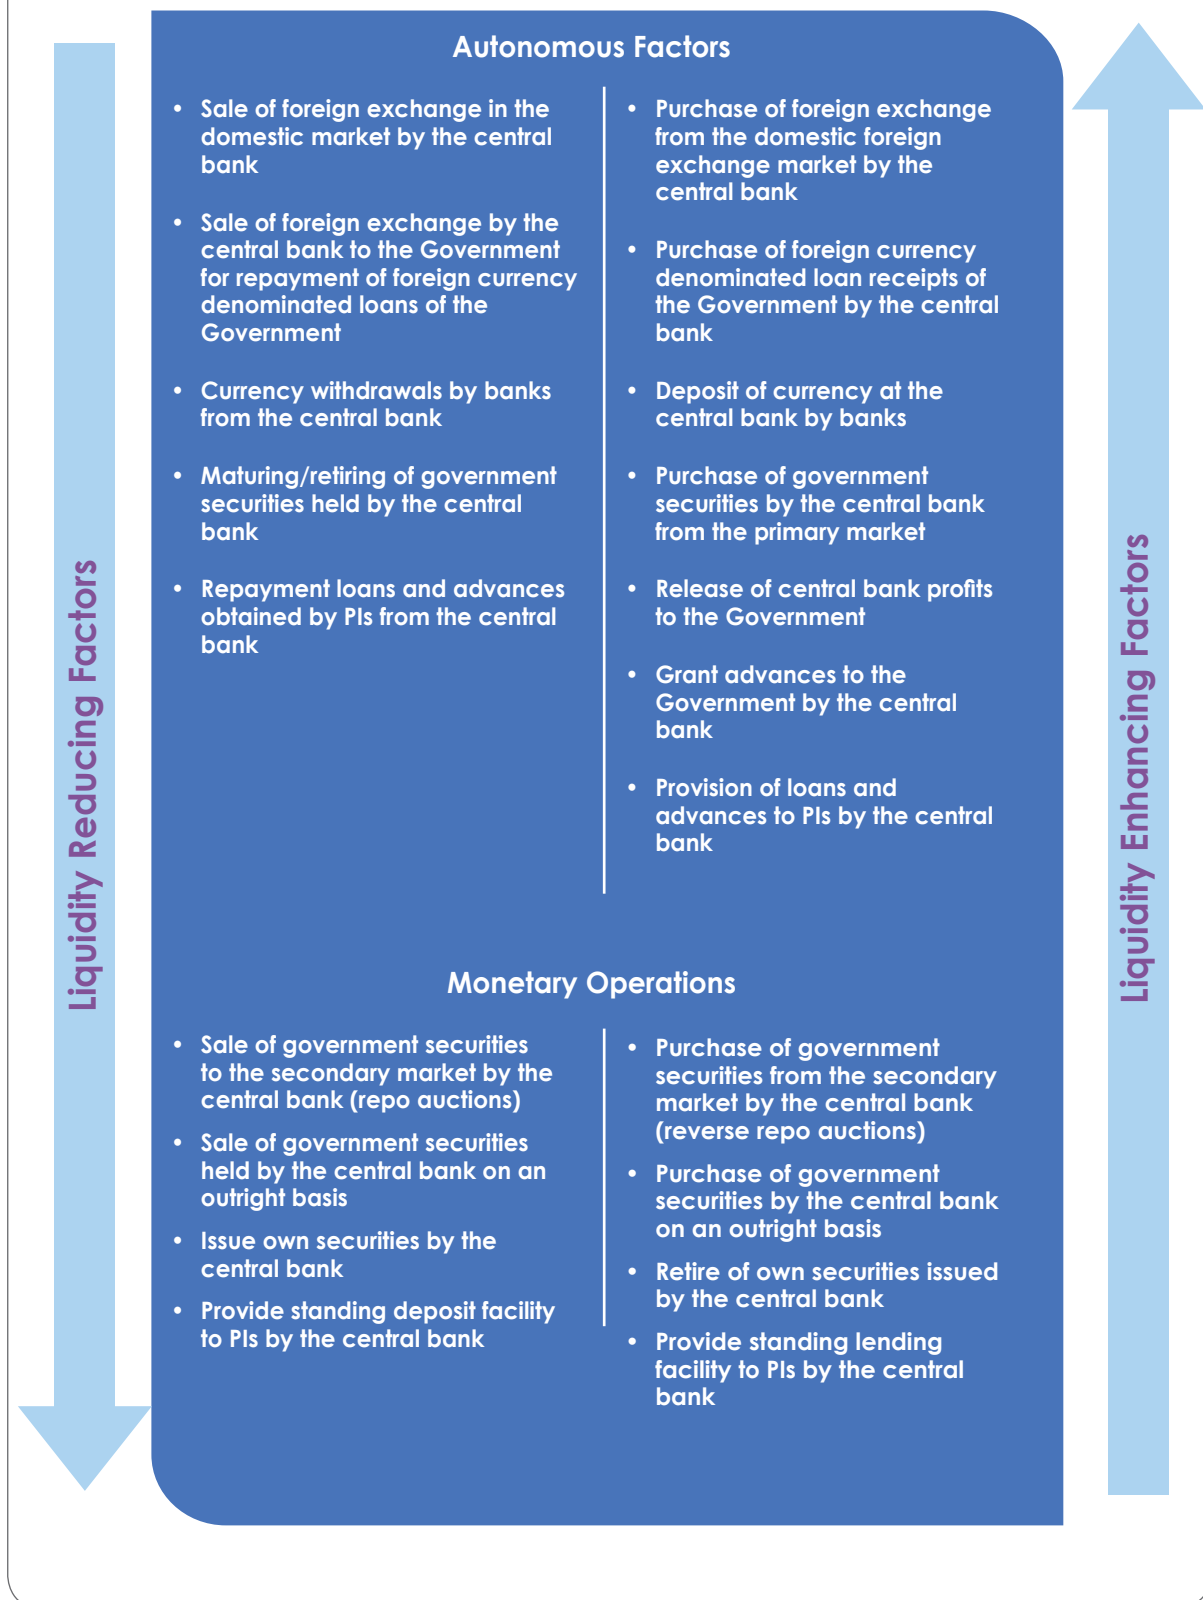 Autonomous Factors
• Sale of foreign exchange in the
domestic market by the central
bank
• Sale of foreign exchange by the
central bank to the Government
for repayment of foreign currency
denominated loans of the
Government
• Currency withdrawals by banks
from the central bank
• Maturing/retiring of government
securities held by the central
bank
• Repayment loans and advances
obtained by PIs from the central
bank
• Purchase of foreign exchange
from the domestic foreign
exchange market by the
central bank
• Purchase of foreign currency
denominated loan receipts of
the Government by the central
bank
• Deposit of currency at the
central bank by banks
• Purchase of government
securities by the central bank
from the primary market
• Release of central bank profits
to the Government
• Grant advances to the
Government by the central
bank
• Provision of loans and
advances to PIs by the central
bank
Monetary Operations
• Sale of government securities
to the secondary market by the
central bank (repo auctions)
• Sale of government securities
held by the central bank on an
outright basis
• Issue own securities by the
central bank
• Provide standing deposit facility
to PIs by the central bank
• Purchase of government
securities from the secondary
market by the central bank
(reverse repo auctions)
• Purchase of government
securities by the central bank
on an outright basis
• Retire of own securities issued
by the central bank
• Provide standing lending
facility to PIs by the central
bank
Liquidity Reducing Factors
Liquidity Enhancing Factors